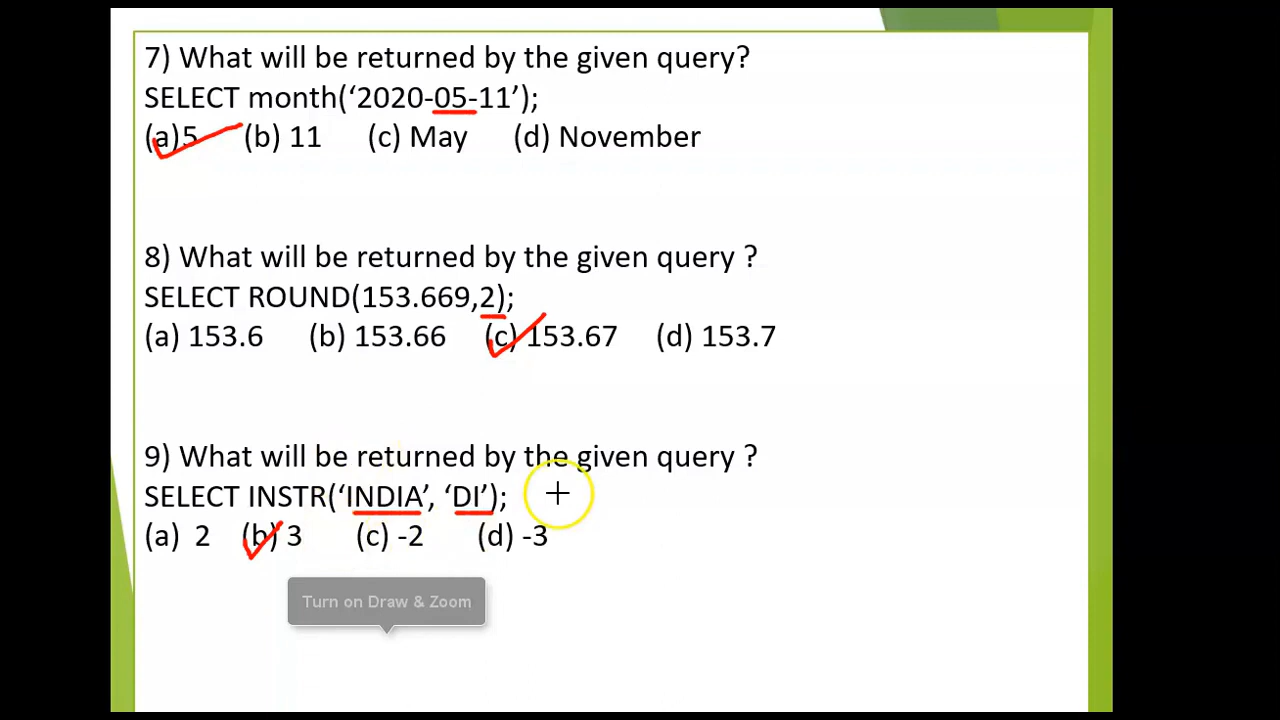 7) What will be returned by the given query?
SELECT month(‘2020-05-11’);
(a)5 (b) 11 (c) May (d) November
8) What will be returned by the given query ?
SELECT ROUND(153.669,2);
(a) 153.6 (b) 153.66 (c) 153.67 (d) 153.7
9) What will be returned by the given query ?
SELECT INSTR(‘INDIA’, ‘DI’);
(a) 2 (b) 3 (c) -2 (d) -3
Turn on Draw & Zoom